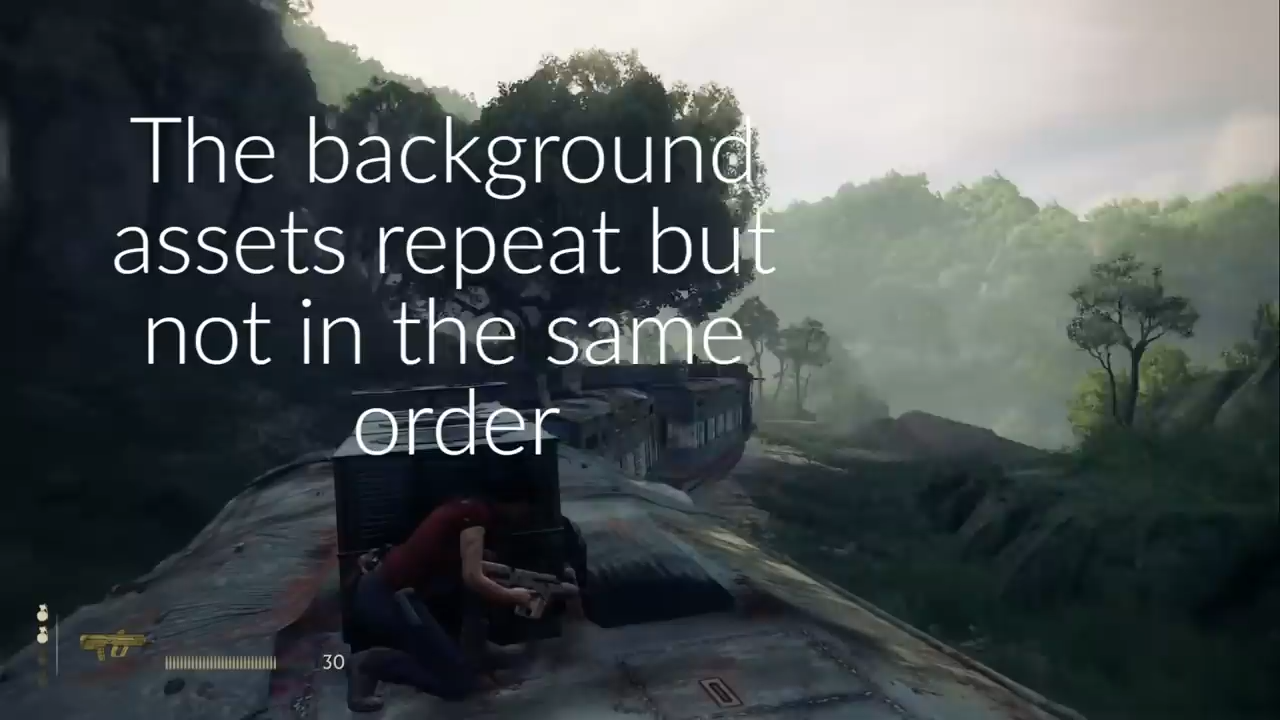 The background
assets repeat but
not in the same
order
30